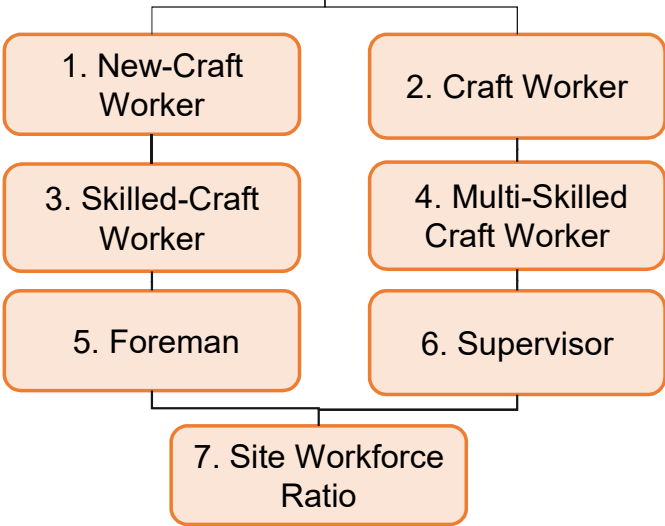 1. New-Craft
Worker
2. Craft Worker
3. Skilled-Craft
Worker
4. Multi-Skilled
Craft Worker
5. Foreman
6. Supervisor
7. Site Workforce
Ratio